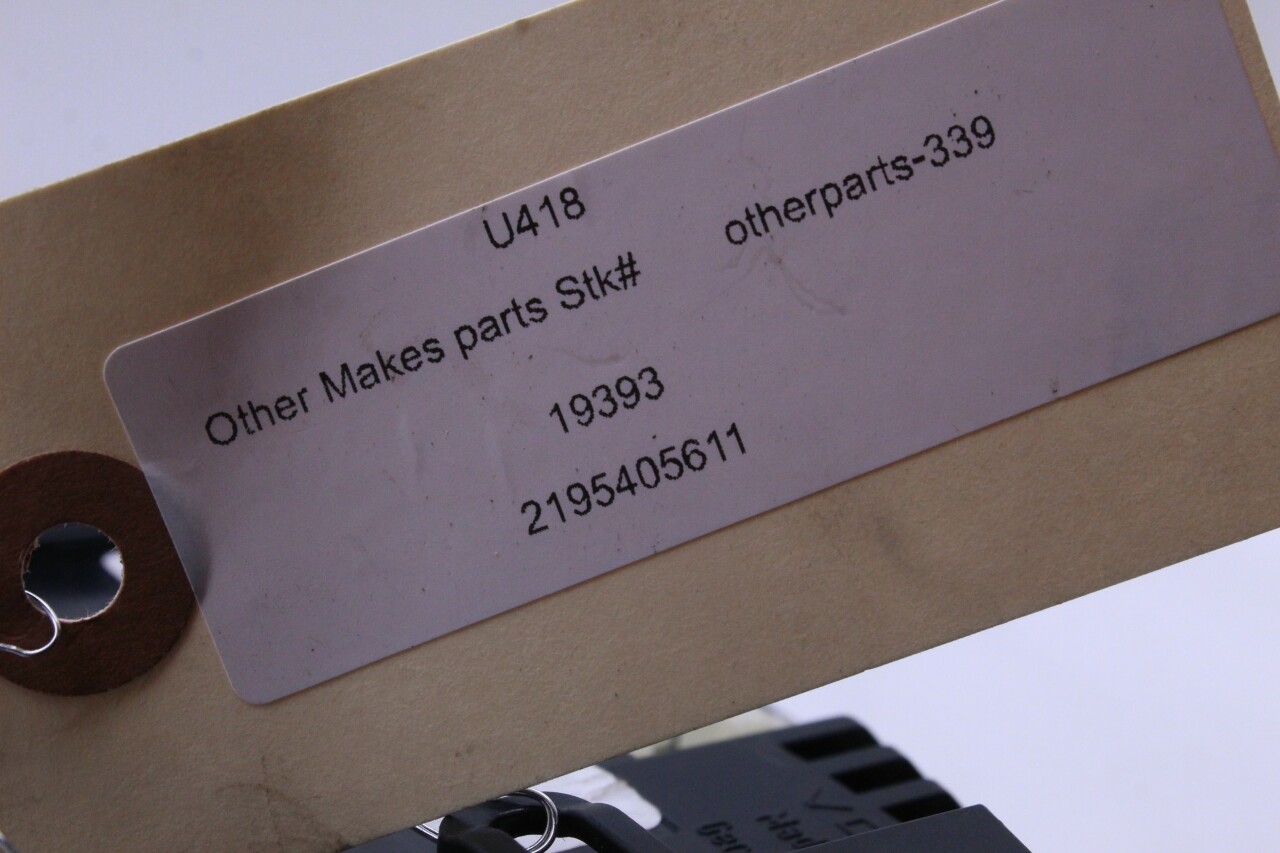 U418
Other Makes parts Stk# otherparts-339
19393
2195405611